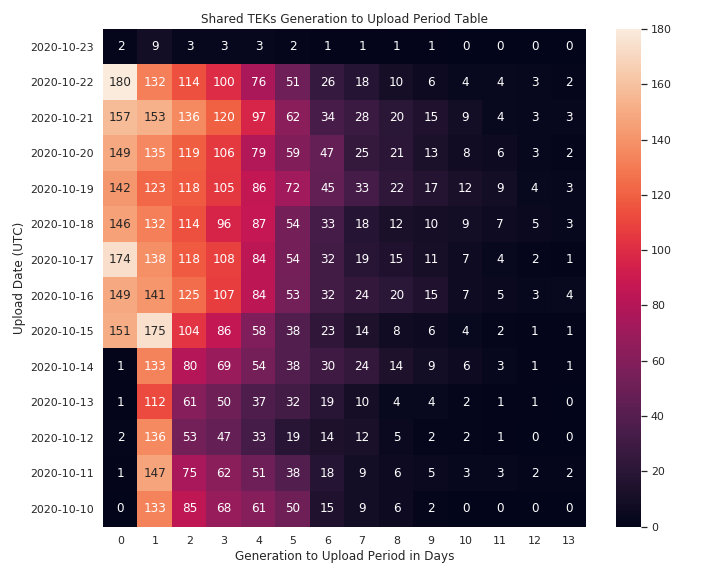 Shared TEKs Generation to Upload Period Table
2020-10-23 2 9 3 3 3 2 1 1 1 1 0 0 0 0
2020-10-22 180 132 114 100 76 51 26 18 10 6 4 4 3 2
2020-10-21 157 153 136 120 97 62 34 28 20 15 9 4 3 3
2020-10-20 149 135 119 106 79 59 47 25 21 13 8 6 3 2
2020-10-19 142 123 118 105 86 72 45 33 22 17 12 9 4 3
2020-10-18 146 132 114 96 87 54 33 18 12 10 9 7 5 3
2020-10-17 174 138 118 108 84 54 32 19 15 11 7 4 2 1
2020-10-16 149 141 125 107 84 53 32 24 20 15 7 5 3 4
2020-10-15 151 175 104 86 58 38 23 14 8 6 4 2 1 1
2020-10-14 1 133 80 69 54 38 30 24 14 9 6 3 1 1
2020-10-13 1 112 61 50 37 32 19 10 4 4 2 1 1 0
2020-10-12 2 136 53 47 33 19 14 12 5 2 2 1 0 0
2020-10-11 1 147 75 62 51 38 18 9 6 5 3 3 2 2
2020-10-10 0 133 85 68 61 50 15 9 6 2 0 0 0 0
0 1 2 3 4 5 6 7 8 9 10 11 12 13
Generation to Upload Period in Days
Upload Date (UTC)
180
160
140
120
100
80
60
40
20
0